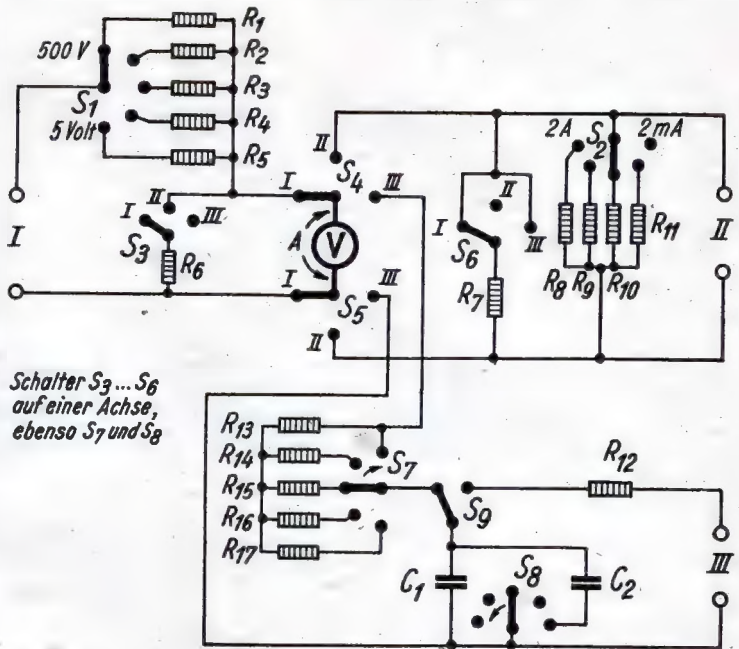 R1
500 V
R2
R3
S1
R4
5 Volt
R5
I
II
I
III
S3
R6
I
II
S4
III
A
V
I
S5
III
II
I
II
S6
III
R7
2A
S2
2mA
R8
R9
R10
R11
II
Schalter S3...S6
auf einer Achse,
ebenso S7 und S8
R13
R14
S7
R15
R16
R17
S9
R12
C1
S8
C2
III